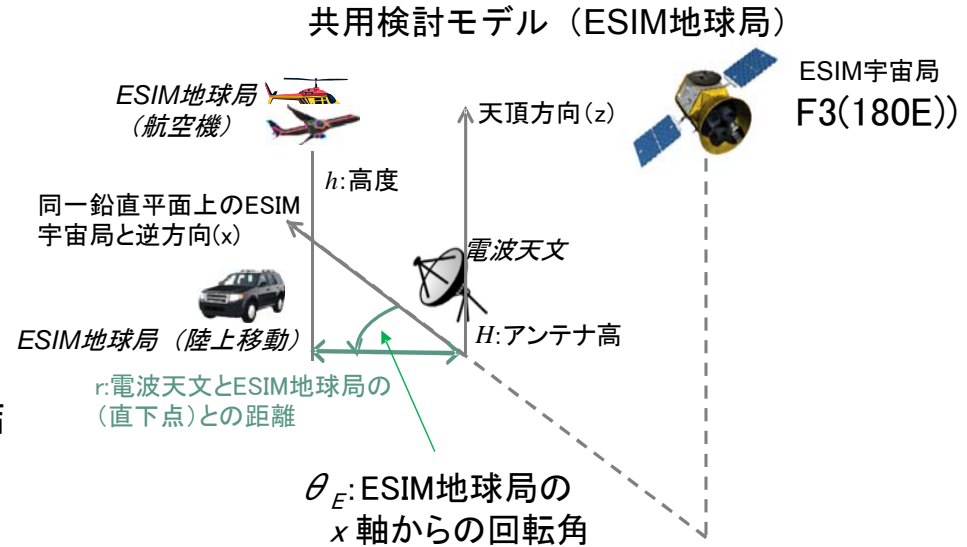 共用検討モデル（ESIM地球局）
ESIM地球局
（航空機）
ESIM宇宙局
F3(180E))
天頂方向(z)
h:高度
同一鉛直平面上のESIM
宇宙局と逆方向(x)
電波天文
ESIM地球局（陸上移動）
H:アンテナ高
r:電波天文とESIM地球局の
（直下点）との距離
θE:ESIM地球局の
x 軸からの回転角